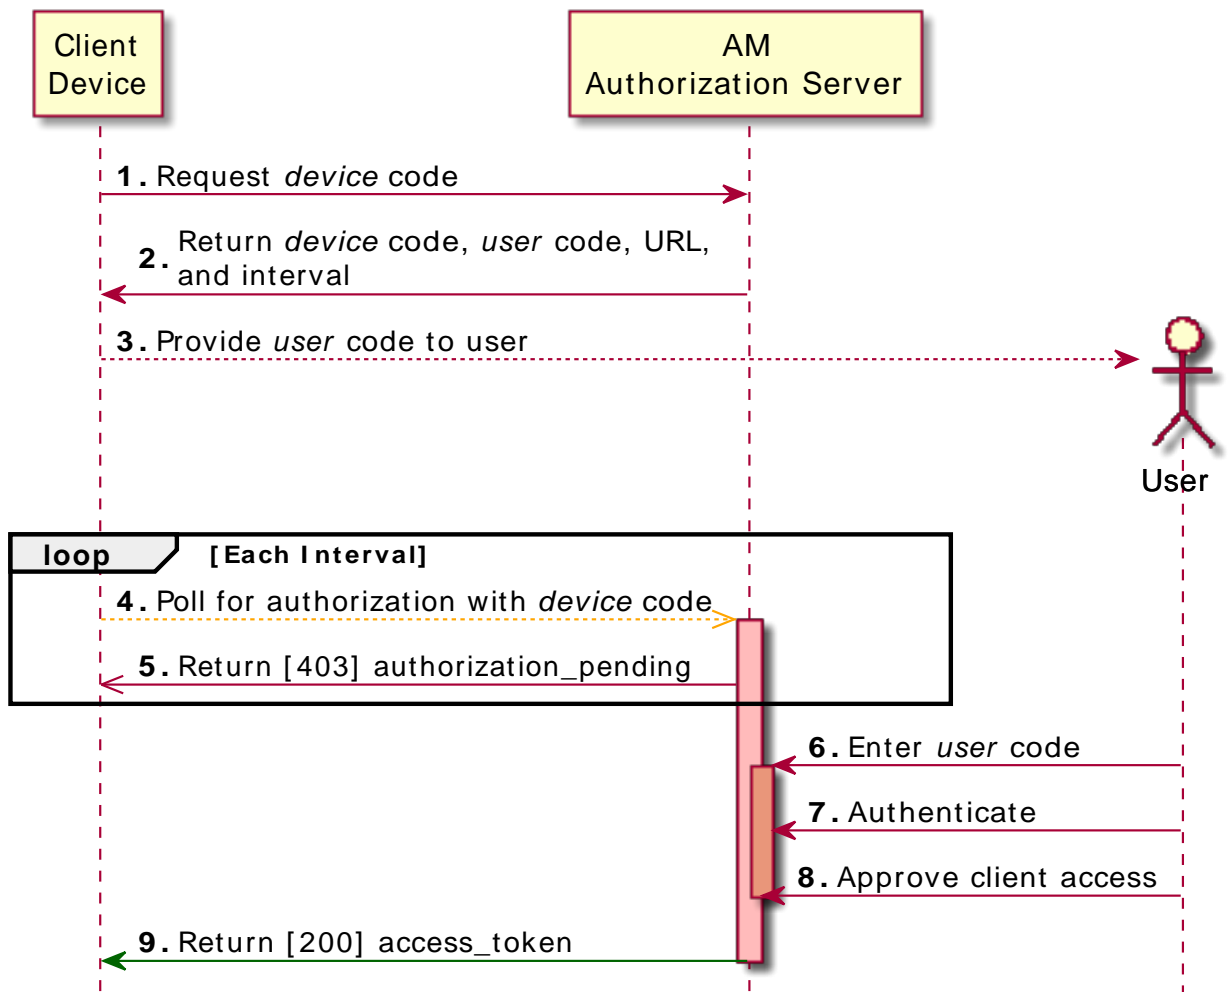 Client
Device
AM
Authorization Server
1. Request device code
2. Return device code, user code, URL,
and interval
3. Provide user code to user
User
loop [Each Interval]
4. Poll for authorization with device code
5. Return [403] authorization_pending
6. Enter user code
7. Authenticate
8. Approve client access
9. Return [200] access_token